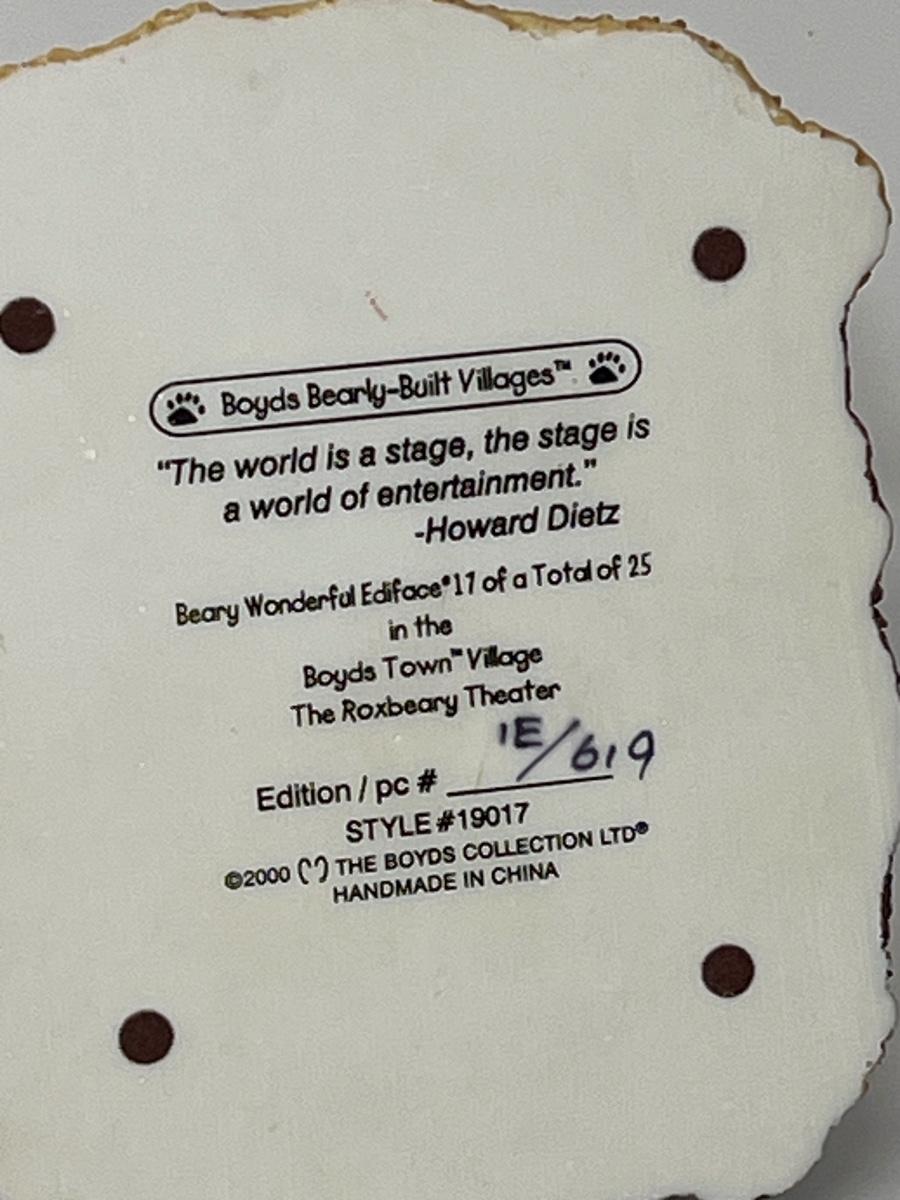 Boyds Bearly-Built Villages™
"The world is a stage, the stage is
a world of entertainment."
-Howard Dietz
Beary Wonderful Ediface #17 of a Total of 25
in the
Boyds Town™ Village
The Roxbeary Theater
Edition / pc # 1E/619
STYLE #19017
©2000 THE BOYDS COLLECTION LTD®
HANDMADE IN CHINA